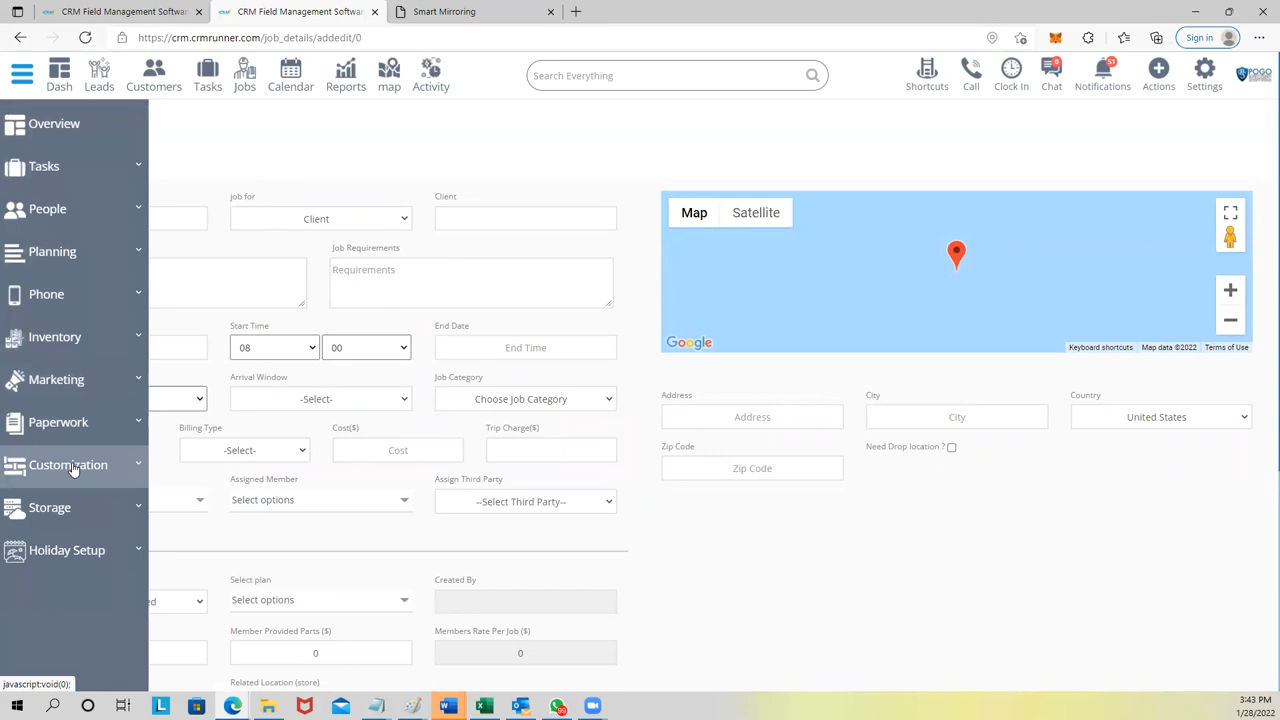 CRM Field Management Softwar
CRM Field Management Softwar
Smart Mirroring
https://crm.crmrunner.com/job_details/addedit/0
Sign in
Dash
Leads
Customers
Tasks
Jobs
Calendar
Reports
map
Activity
Search Everything
Shortcuts
Call
Clock In
0
Chat
51
Notifications
Actions
Settings
POGO
Overview
Tasks
People
Planning
Phone
Inventory
Marketing
Paperwork
Customization
Storage
Holiday Setup
job for
Client
Client
Job Requirements
Requirements
Start Time
End Date
08
00
End Time
Arrival Window
Job Category
-Select-
Choose Job Category
Billing Type
Cost($)
Trip Charge($)
-Select-
Cost
Assigned Member
Assign Third Party
Select options
--Select Third Party--
Select plan
Created By
ed
Select options
Member Provided Parts ($)
Members Rate Per Job ($)
0
0
Related Location (store)
Map
Satellite
Google
Keyboard shortcuts
Map data ©2022
Terms of Use
Address
City
Country
Address
City
United States
Zip Code
Need Drop location ?
Zip Code
javascript:void(0);
99
3:43 PM
1/28/2022